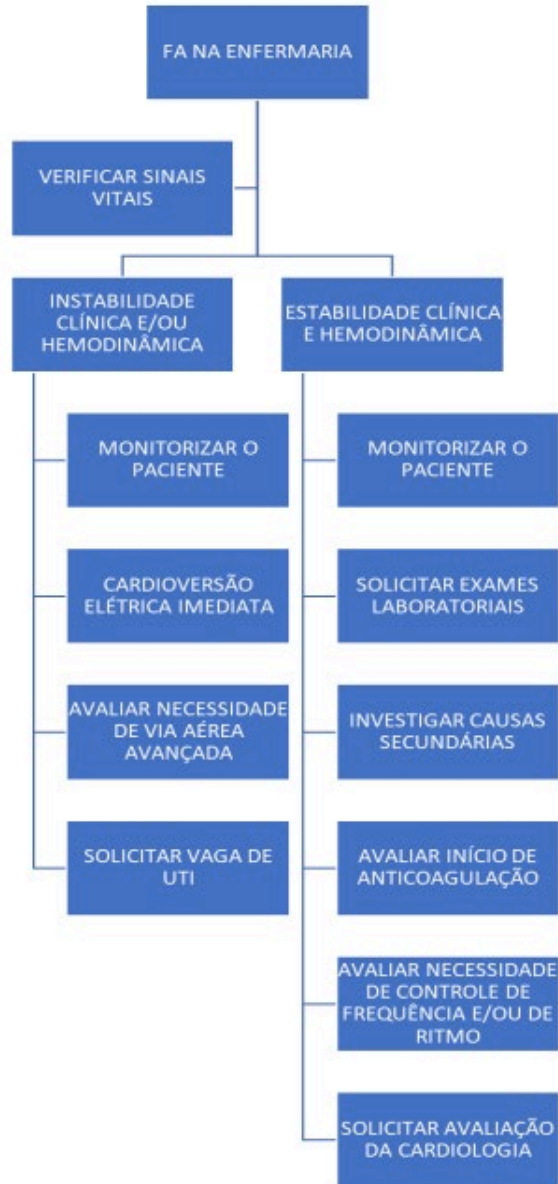 FA NA ENFERMARIA
VERIFICAR SINAIS
VITAIS
INSTABILIDADE
CLÍNICA E/OU
HEMODINÂMICA
MONITORIZAR O
PACIENTE
CARDIOVERSÃO
ELÉTRICA IMEDIATA
AVALIAR NECESSIDADE
DE VIA AÉREA
AVANÇADA
SOLICITAR VAGA DE
UTI
ESTABILIDADE CLÍNICA
E HEMODINÂMICA
MONITORIZAR O
PACIENTE
SOLICITAR EXAMES
LABORATORIAIS
INVESTIGAR CAUSAS
SECUNDÁRIAS
AVALIAR INÍCIO DE
ANTICOAGULAÇÃO
AVALIAR NECESSIDADE
DE CONTROLE DE
FREQUÊNCIA E/OU DE
RITMO
SOLICITAR AVALIAÇÃO
DA CARDIOLOGIA